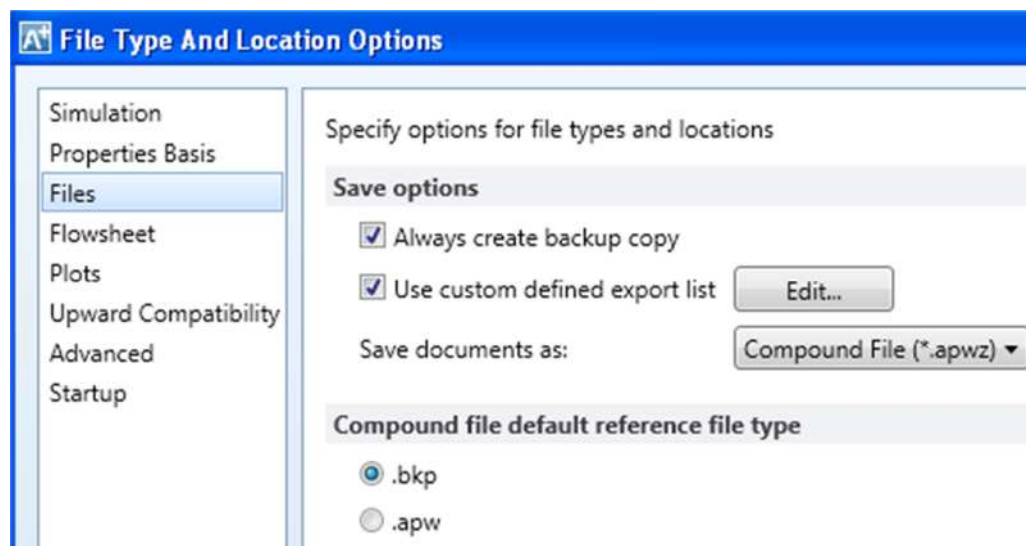 File Type And Location Options
Simulation
Properties Basis
Files
Flowsheet
Plots
Upward Compatibility
Advanced
Startup
Specify options for file types and locations
Save options
Always create backup copy
Use custom defined export list
Edit...
Save documents as:
Compound File (*.apwz)
Compound file default reference file type
.bkp
.apw